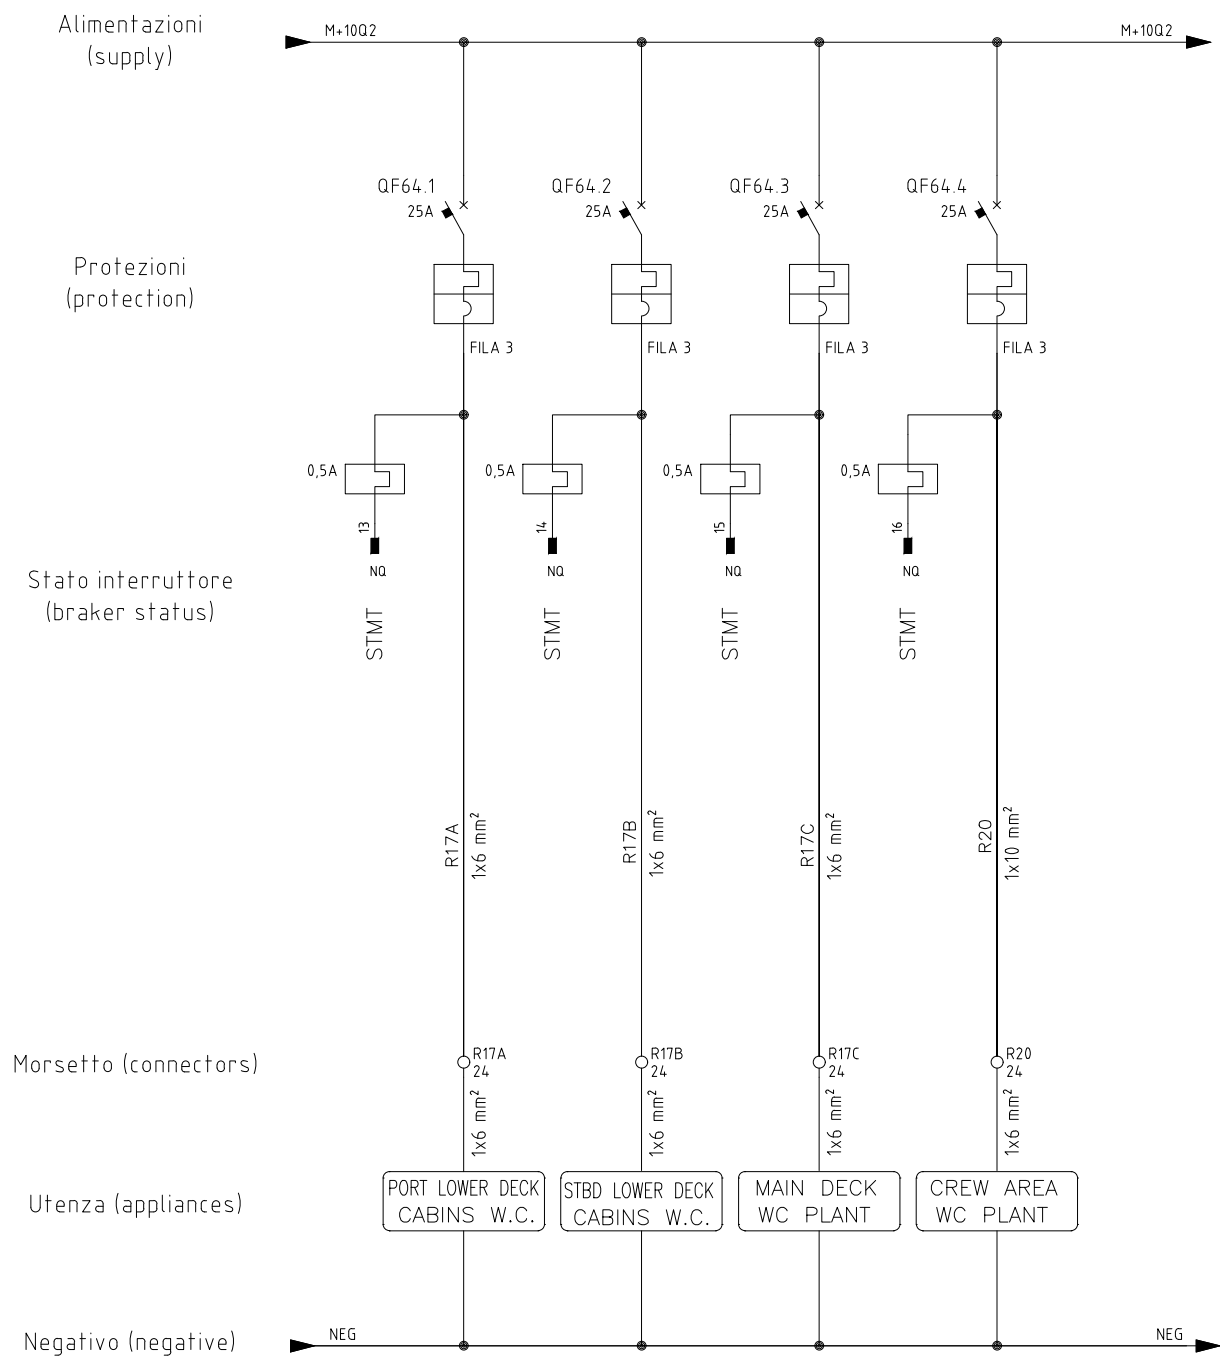 Alimentazioni
(supply)
M+10Q2
M+10Q2
QF64.1
25A
QF64.2
25A
QF64.3
25A
QF64.4
25A
Protezioni
(protection)
FILA 3
FILA 3
FILA 3
FILA 3
0,5A
0,5A
0,5A
0,5A
13
14
15
16
NQ
NQ
NQ
NQ
Stato interruttore
(braker status)
STMT
STMT
STMT
STMT
R17A
1x6 mm²
R17B
1x6 mm²
R17C
1x6 mm²
R20
1x10 mm²
Morsetto (connectors)
R17A
24
R17B
24
R17C
24
R20
24
1x6 mm²
1x6 mm²
1x6 mm²
1x6 mm²
Utenza (appliances)
PORT LOWER DECK
CABINS W.C.
STBD LOWER DECK
CABINS W.C.
MAIN DECK
WC PLANT
CREW AREA
WC PLANT
Negativo (negative)
NEG
NEG